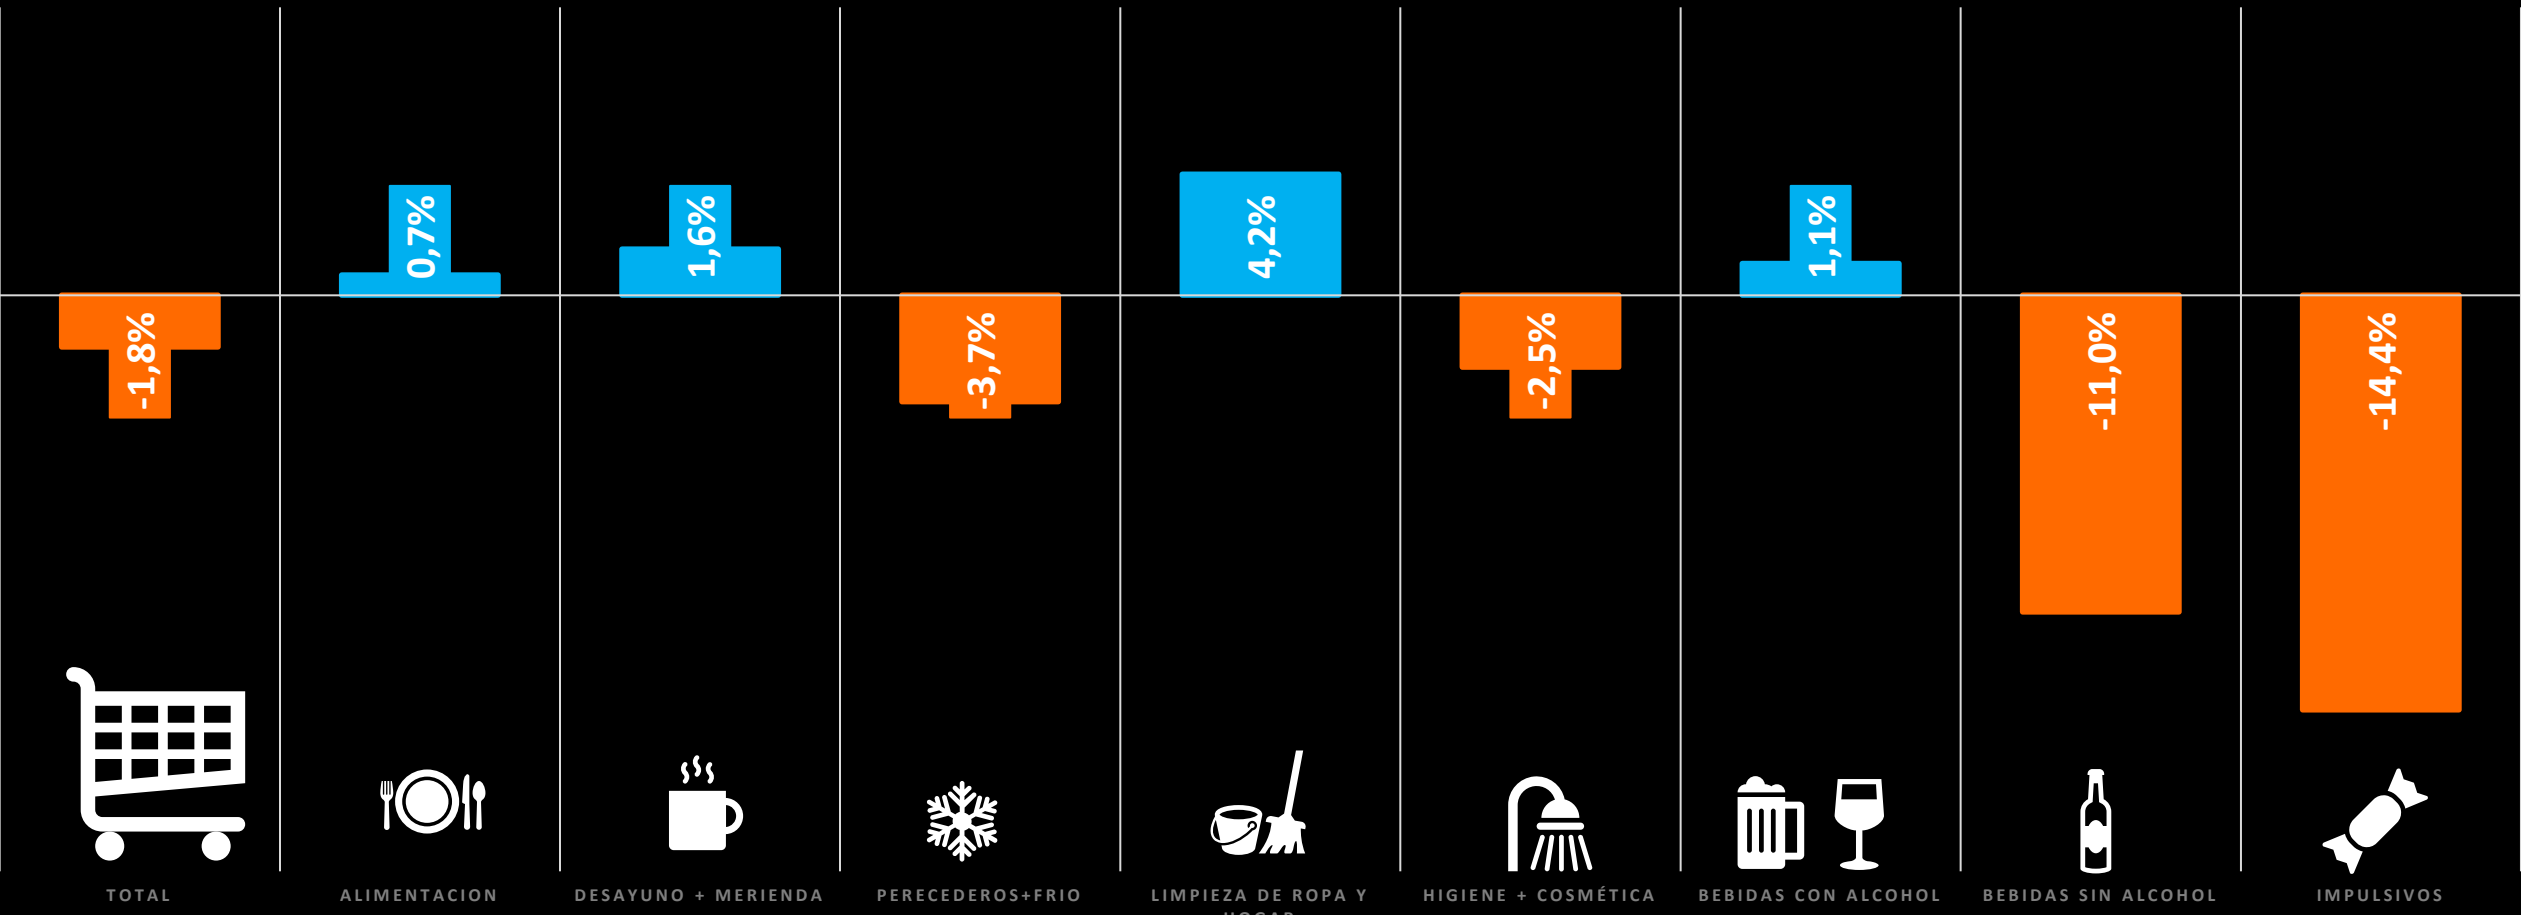 -1,8%
0,7%
1,6%
-3,7%
4,2%
-2,5%
1,1%
-11,0%
-14,4%
TOTAL
ALIMENTACION
DESAYUNO + MERIENDA
PERECEDEROS+FRIO
LIMPIEZA DE ROPA Y
HOGAR
HIGIENE + COSMÉTICA
BEBIDAS CON ALCOHOL
BEBIDAS SIN ALCOHOL
IMPULSIVOS